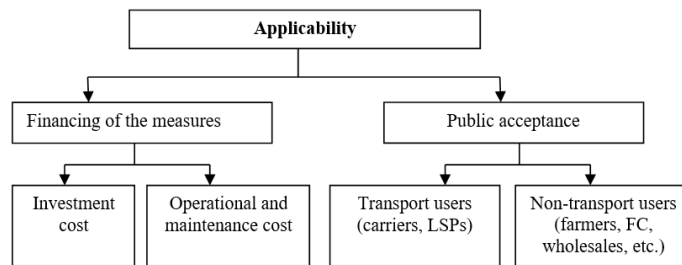 Applicability
Financing of the measures
Public acceptance
Investment
cost
Operational and
maintenance cost
Transport users
(carriers, LSPs)
Non-transport users
(farmers, FC,
wholesales, etc.)